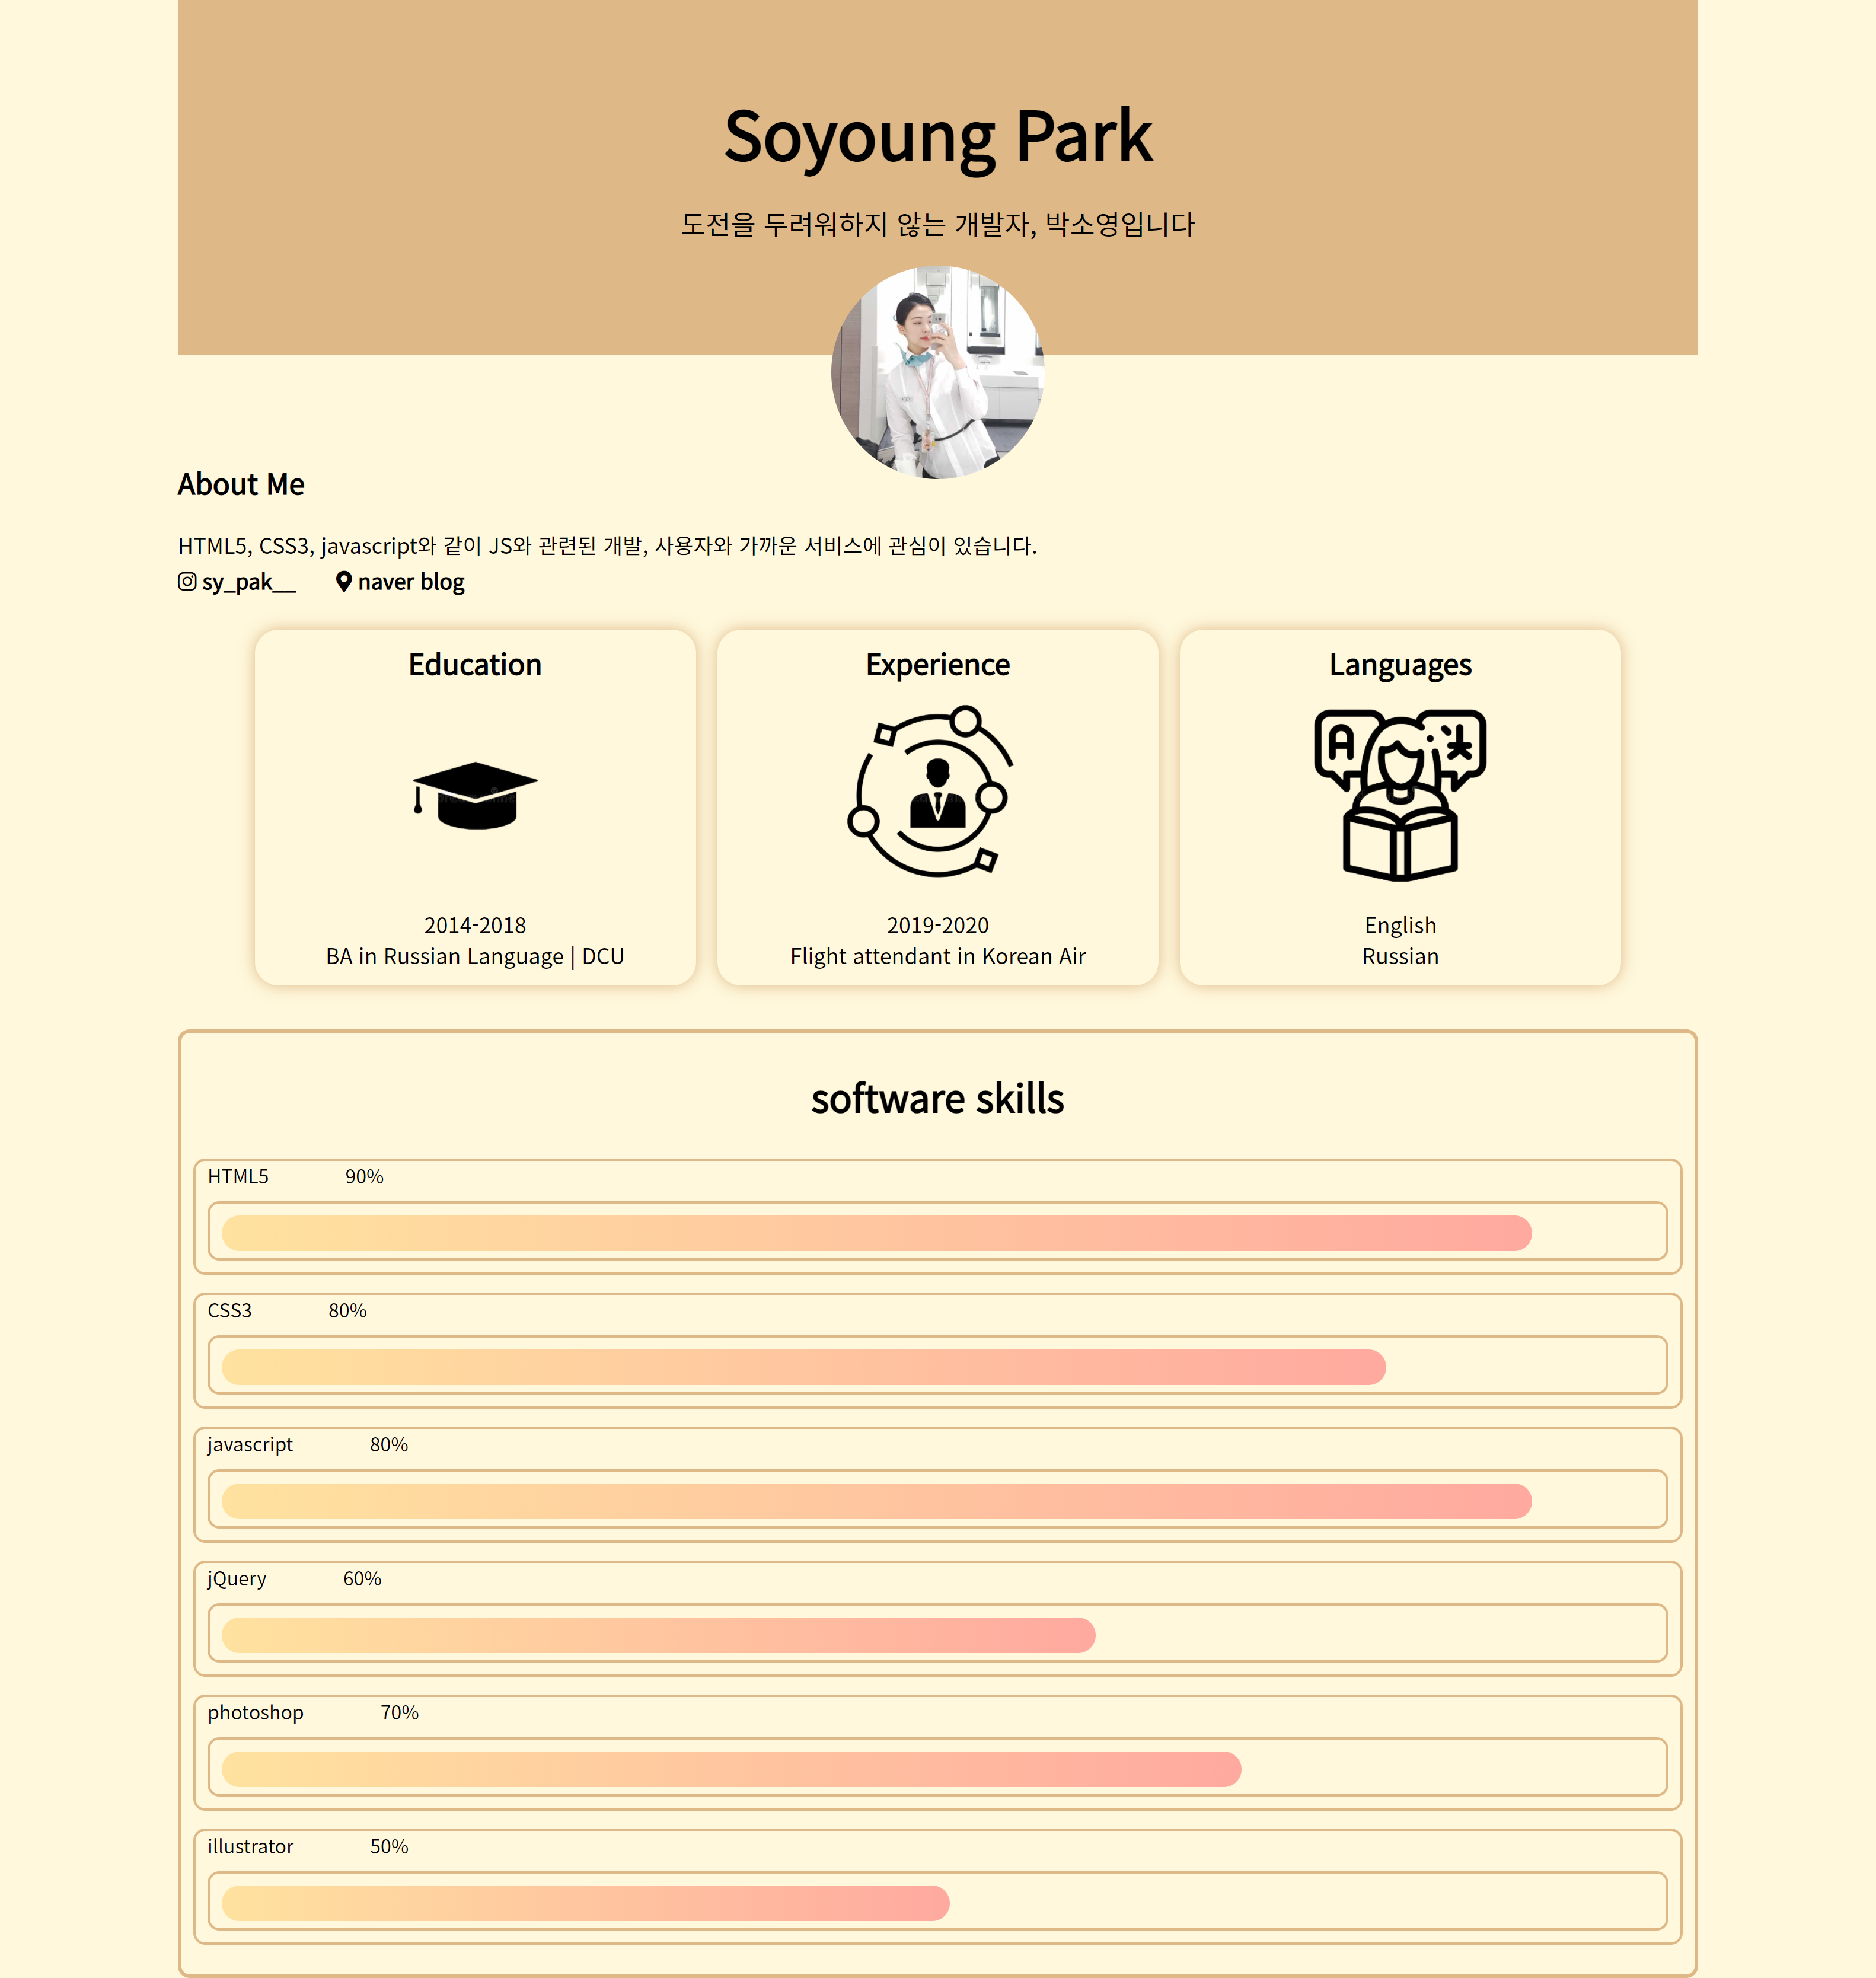 Soyoung Park
도전을 두려워하지 않는 개발자, 박소영입니다
About Me
HTML5, CSS3, javascript와 같이 JS와 관련된 개발, 사용자와 가까운 서비스에 관심이 있습니다.
sy_pak__ naver blog
Education
2014-2018
BA in Russian Language | DCU
Experience
2019-2020
Flight attendant in Korean Air
Languages
English
Russian
software skills
HTML5 90%
CSS3 80%
javascript 80%
jQuery 60%
photoshop 70%
illustrator 50%